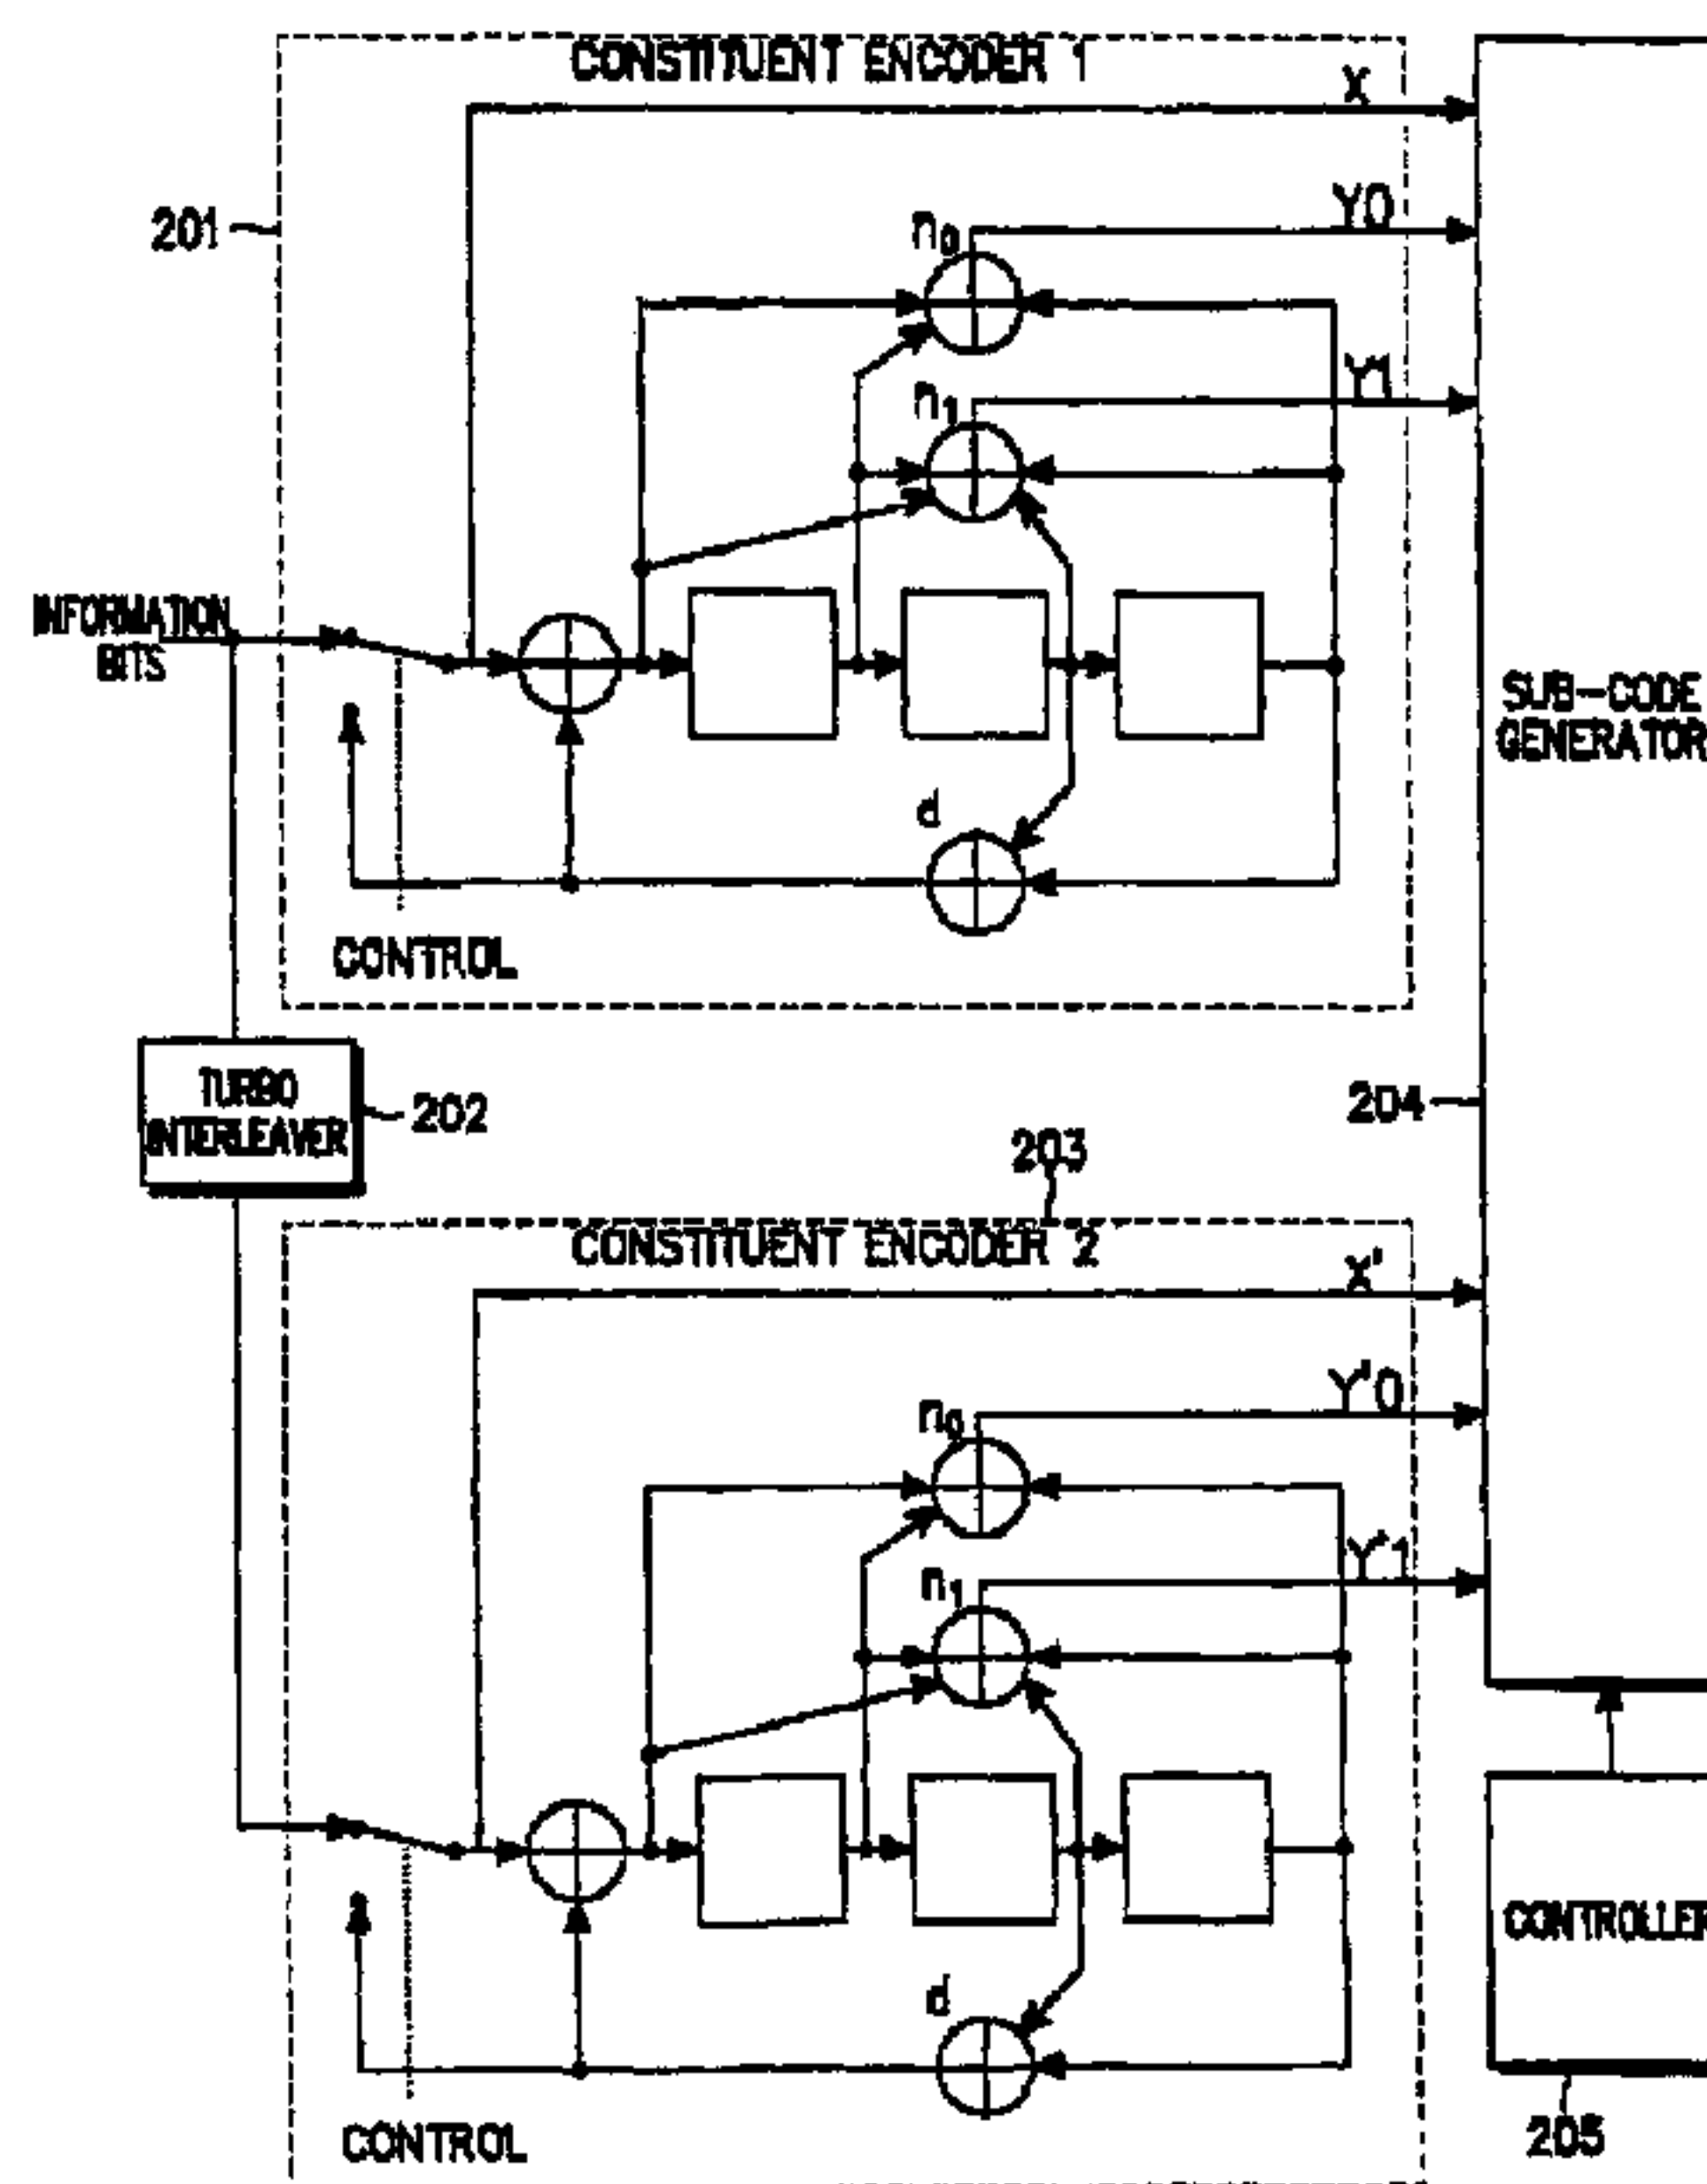 CONSTITUENT ENCODER 1
X
201
Y0
n0
Y1
n1
INFORMATION
BITS
SUB-CODE
GENERATOR
d
CONTROL
TURBO
INTERLEAVER
202
204
203
CONSTITUENT ENCODER 2
X'
Y'0
n0
Y'1
n1
CONTROLLER
d
CONTROL
205